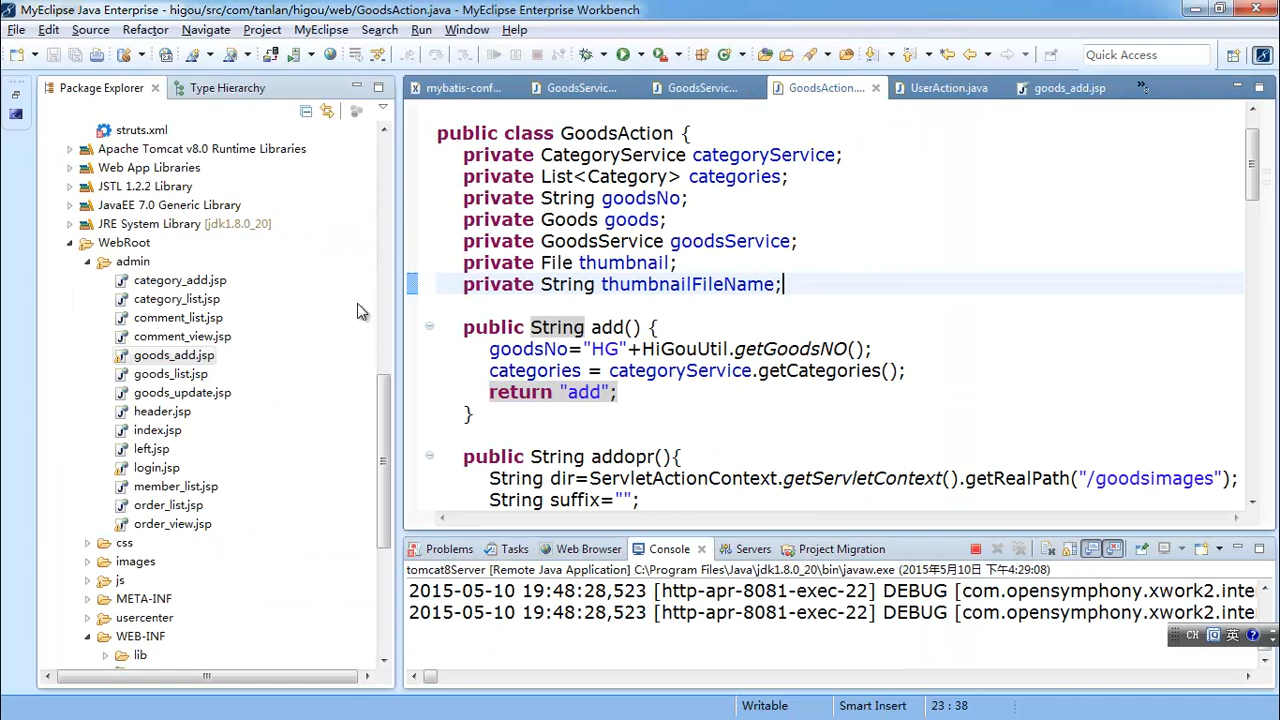 MyEclipse Java Enterprise - higou/src/com/tanlan/higou/web/GoodsAction.java - MyEclipse Enterprise Workbench
File Edit Source Refactor Navigate Project MyEclipse Search Run Window Help
Quick Access
Package Explorer
Type Hierarchy
struts.xml
Apache Tomcat v8.0 Runtime Libraries
Web App Libraries
JSTL 1.2.2 Library
JavaEE 7.0 Generic Library
JRE System Library [jdk1.8.0_20]
WebRoot
admin
category_add.jsp
category_list.jsp
comment_list.jsp
comment_view.jsp
goods_add.jsp
goods_list.jsp
goods_update.jsp
header.jsp
index.jsp
left.jsp
login.jsp
member_list.jsp
order_list.jsp
order_view.jsp
css
images
js
META-INF
usercenter
WEB-INF
lib
mybatis-conf... GoodsServic... GoodsServic... GoodsAction.... UserAction.java goods_add.jsp
public class GoodsAction {
private CategoryService categoryService;
private List<Category> categories;
private String goodsNo;
private Goods goods;
private GoodsService goodsService;
private File thumbnail;
private String thumbnailFileName;
public String add() {
goodsNo="HG"+HiGouUtil.getGoodsNO();
categories = categoryService.getCategories();
return "add";
}
public String addopr(){
String dir=ServletActionContext.getServletContext().getRealPath("/goodsimages");
String suffix="";
Problems Tasks Web Browser Console Servers Project Migration
tomcat8Server [Remote Java Application] C:\Program Files\Java\jdk1.8.0_20\bin\javaw.exe (2015年5月10日 下午4:29:08)
2015-05-10 19:48:28,523 [http-apr-8081-exec-22] DEBUG [com.opensymphony.xwork2.inte
2015-05-10 19:48:28,523 [http-apr-8081-exec-22] DEBUG [com.opensymphony.xwork2.inte
CH 英
Writable Smart Insert 23 : 38